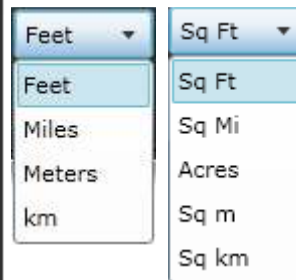 Feet
Feet
Miles
Meters
km
Sq Ft
Sq Ft
Sq Mi
Acres
Sq m
Sq km